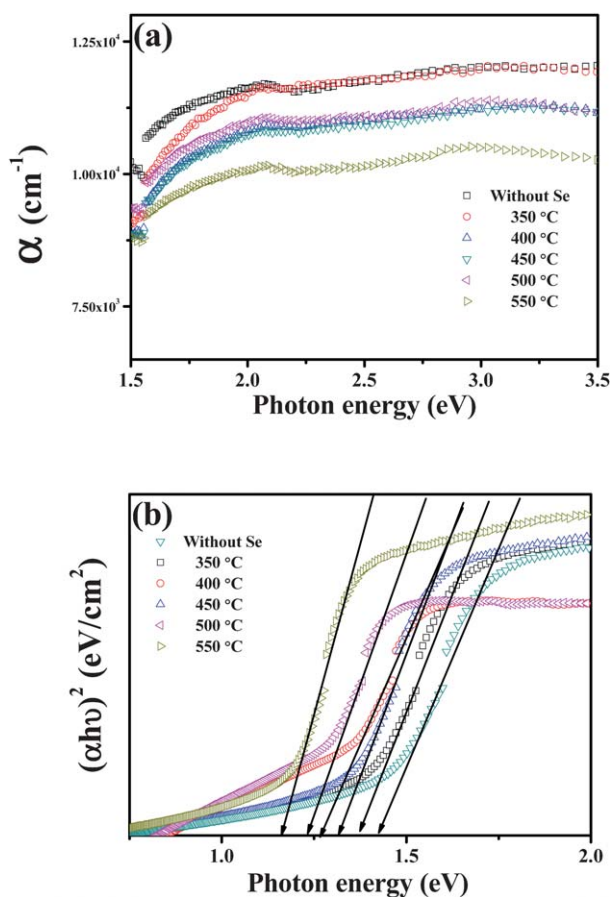 (a)
1.25x10⁴
1.00x10⁴
7.50x10³
α (cm⁻¹)
Without Se
350 °C
400 °C
450 °C
500 °C
550 °C
1.5 2.0 2.5 3.0 3.5
Photon energy (eV)
(b)
Without Se
350 °C
400 °C
450 °C
500 °C
550 °C
(αhυ)² (eV/cm²)
1.0 1.5 2.0
Photon energy (eV)